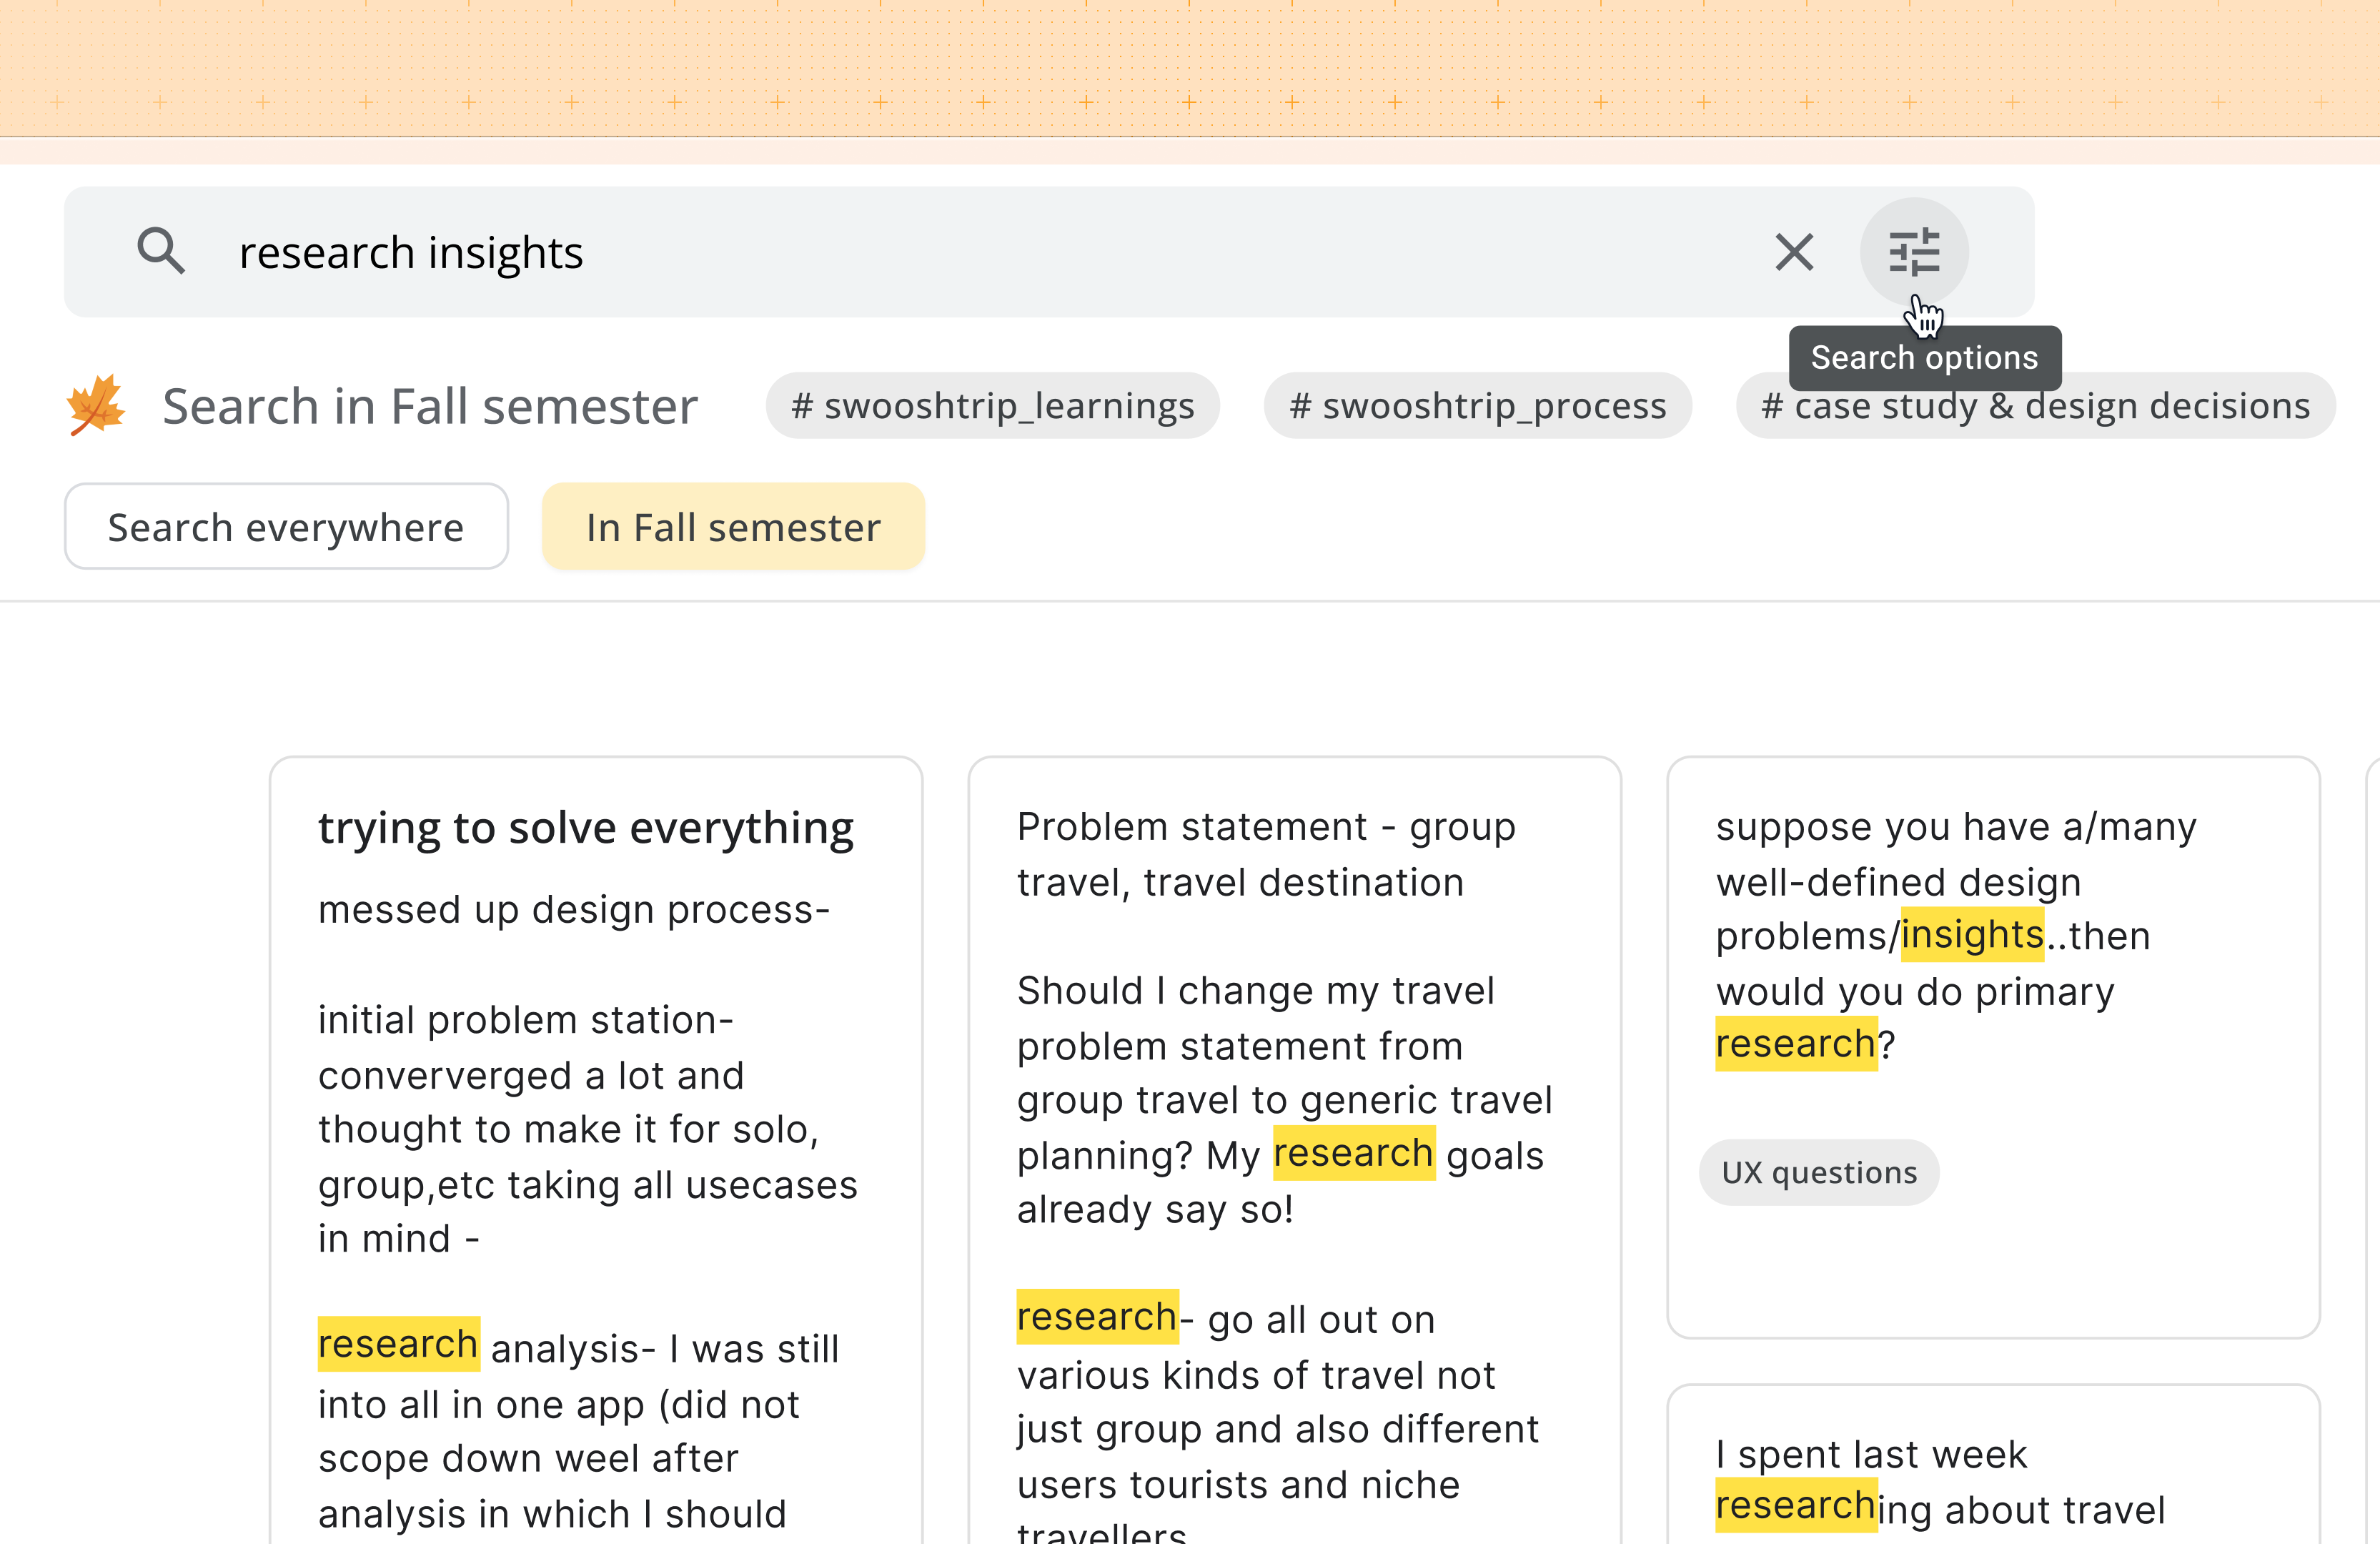 research insights
Search options
Search in Fall semester
# swooshtrip_learnings
# swooshtrip_process
# case study & design decisions
Search everywhere
In Fall semester
trying to solve everything
messed up design process-
initial problem station-
conververged a lot and
thought to make it for solo,
group,etc taking all usecases
in mind -
research analysis- I was still
into all in one app (did not
scope down weel after
analysis in which I should
Problem statement - group
travel, travel destination
Should I change my travel
problem statement from
group travel to generic travel
planning? My research goals
already say so!
research- go all out on
various kinds of travel not
just group and also different
users tourists and niche
travellers
suppose you have a/many
well-defined design
problems/insights..then
would you do primary
research?
UX questions
I spent last week
researching about travel